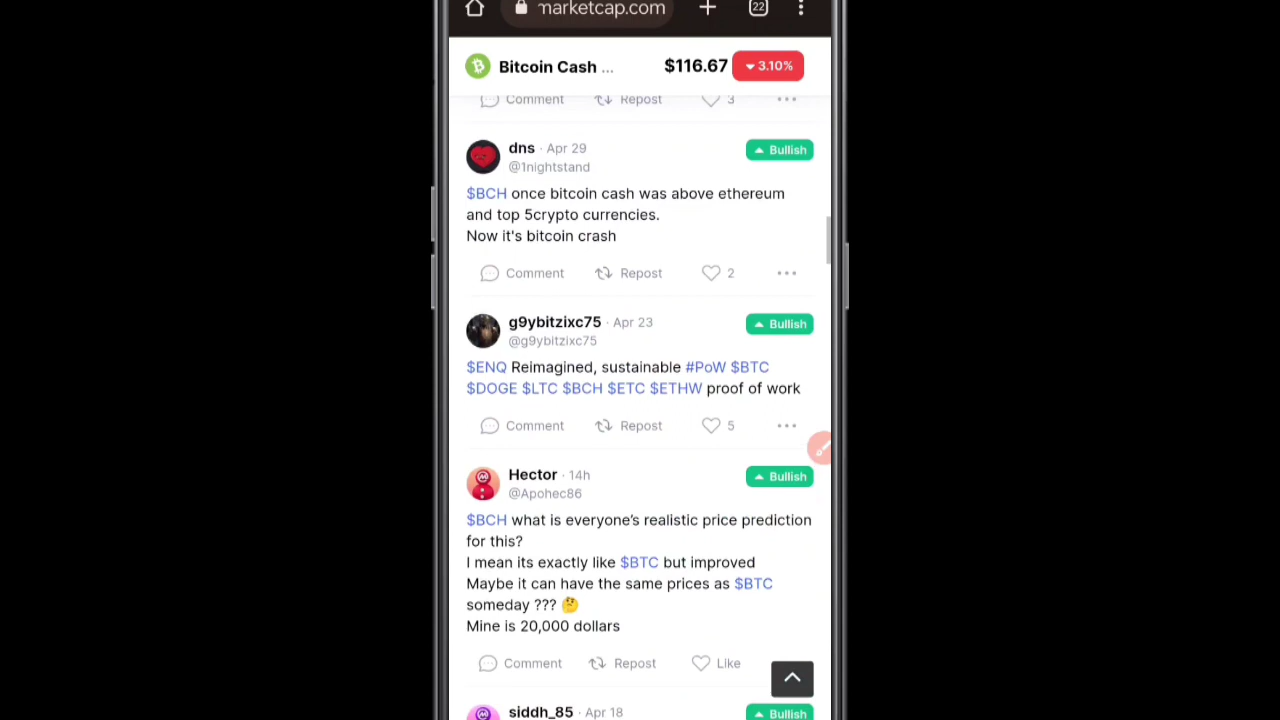 marketcap.com
22
Bitcoin Cash ...
$116.67
3.10%
Comment
Repost
3
dns · Apr 29
Bullish
@1nightstand
$BCH once bitcoin cash was above ethereum
and top 5crypto currencies.
Now it's bitcoin crash
Comment
Repost
2
g9ybitzixc75 · Apr 23
Bullish
@g9ybitzixc75
$ENQ Reimagined, sustainable #PoW $BTC
$DOGE $LTC $BCH $ETC $ETHW proof of work
Comment
Repost
5
Hector · 14h
Bullish
@Apohec86
$BCH what is everyone's realistic price prediction
for this?
I mean its exactly like $BTC but improved
Maybe it can have the same prices as $BTC
someday ??? 🤔
Mine is 20,000 dollars
Comment
Repost
Like
siddh_85 · Apr 18
Bullish